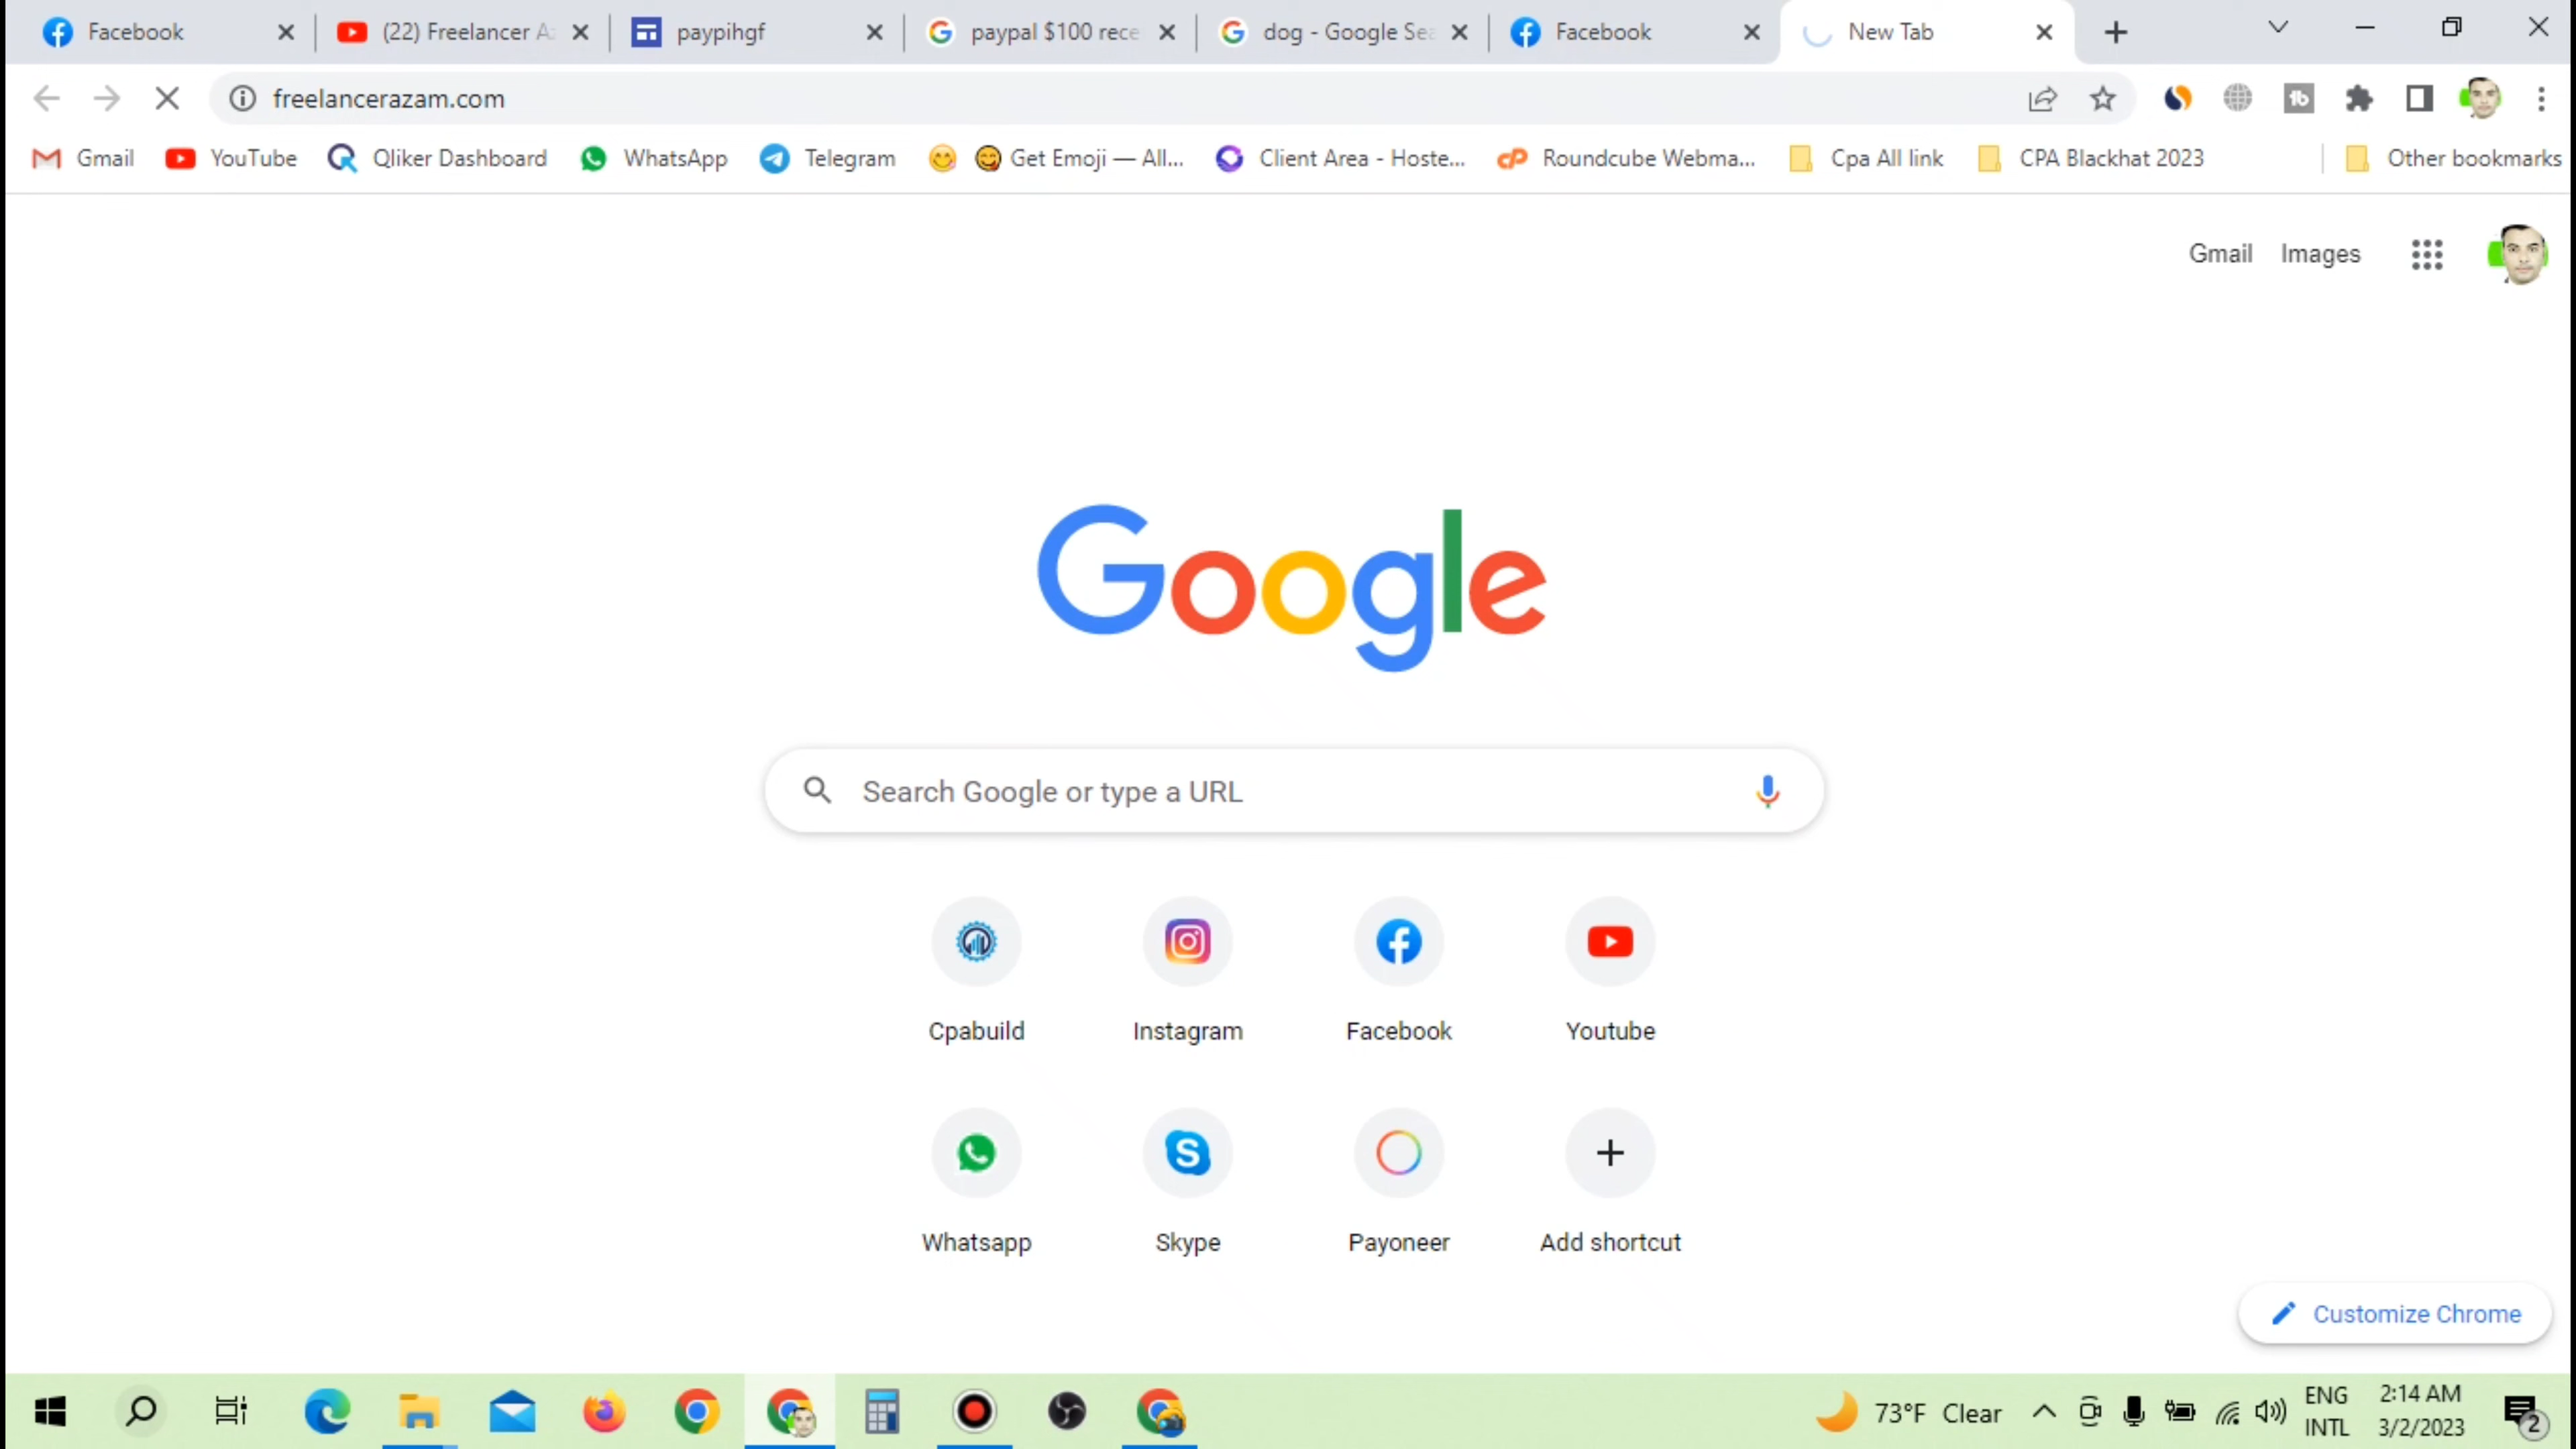 Facebook
(22) Freelancer A
paypihgf
paypal $100 rece
dog - Google Sea
Facebook
New Tab
freelancerazam.com
Gmail
YouTube
Qliker Dashboard
WhatsApp
Telegram
Get Emoji — All...
Client Area - Hoste...
Roundcube Webma...
Cpa All link
CPA Blackhat 2023
Other bookmarks
Gmail Images
Google
Search Google or type a URL
Cpabuild
Instagram
Facebook
Youtube
Whatsapp
Skype
Payoneer
Add shortcut
Customize Chrome
73°F Clear
ENG
INTL
2:14 AM
3/2/2023
2